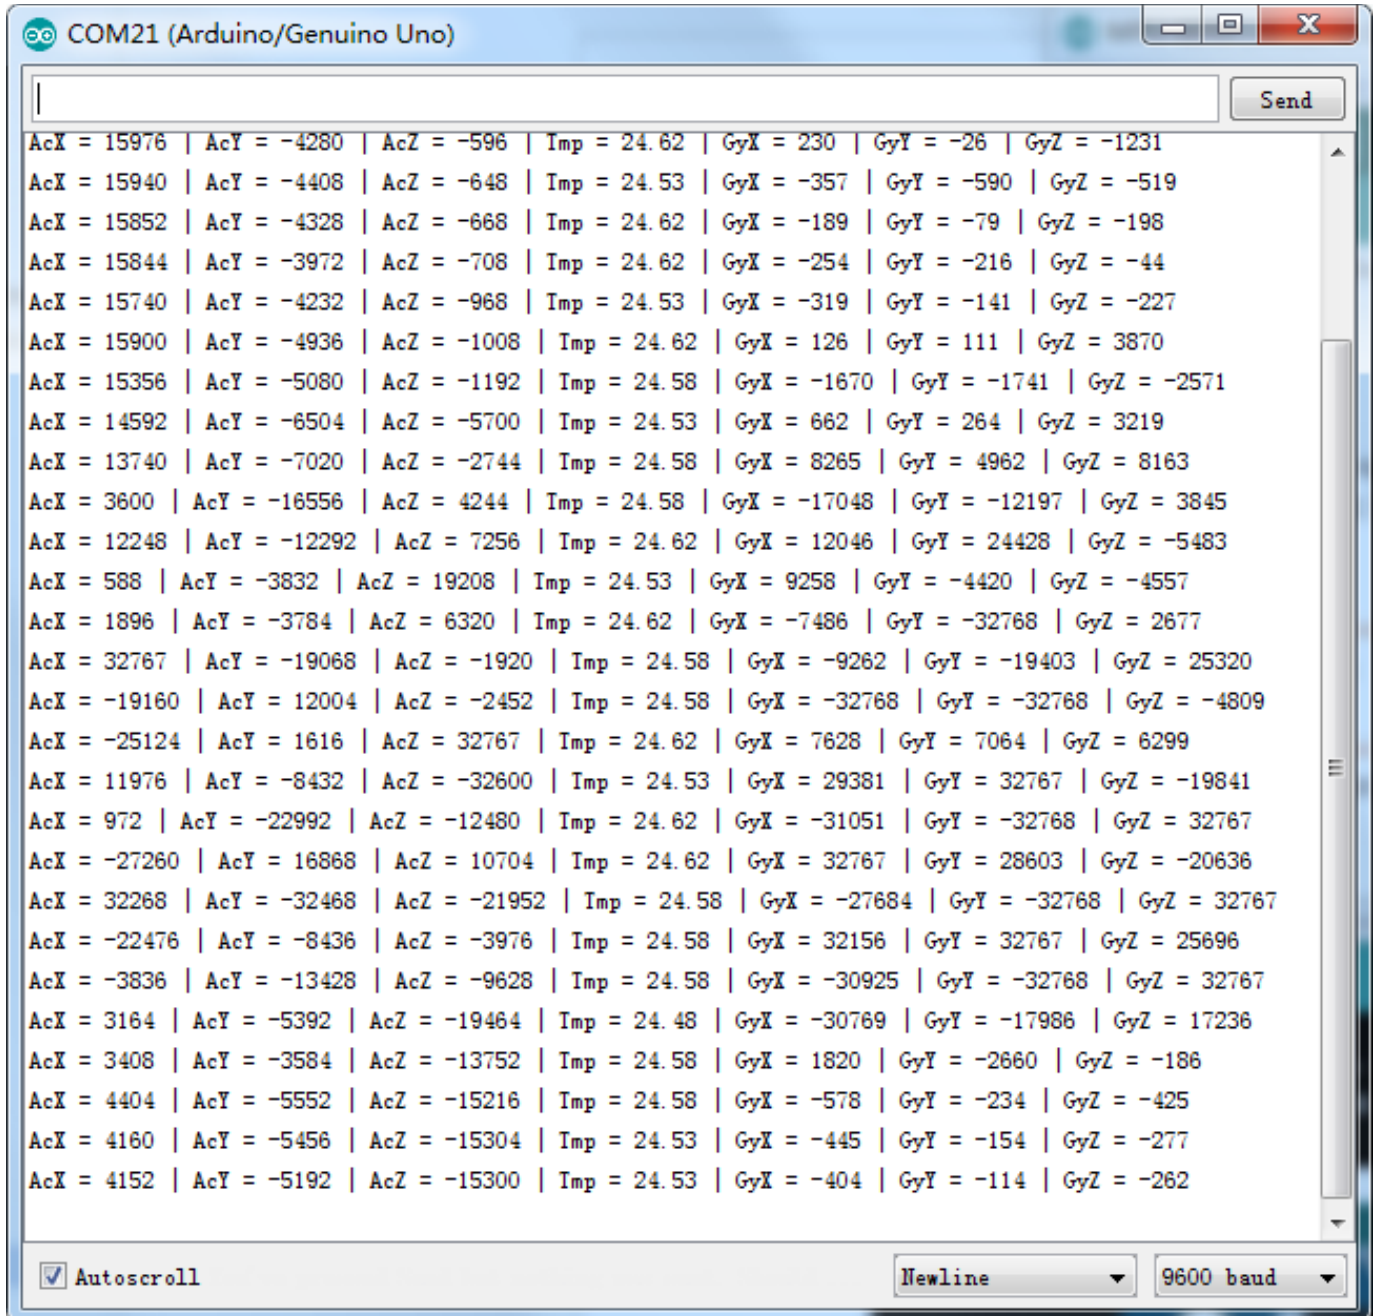 COM21 (Arduino/Genuino Uno)
Send
AcX = 15976 | AcY = -4280 | AcZ = -596 | Tmp = 24.62 | GyX = 230 | GyY = -26 | GyZ = -1231
AcX = 15940 | AcY = -4408 | AcZ = -648 | Tmp = 24.53 | GyX = -357 | GyY = -590 | GyZ = -519
AcX = 15852 | AcY = -4328 | AcZ = -668 | Tmp = 24.62 | GyX = -189 | GyY = -79 | GyZ = -198
AcX = 15844 | AcY = -3972 | AcZ = -708 | Tmp = 24.62 | GyX = -254 | GyY = -216 | GyZ = -44
AcX = 15740 | AcY = -4232 | AcZ = -968 | Tmp = 24.53 | GyX = -319 | GyY = -141 | GyZ = -227
AcX = 15900 | AcY = -4936 | AcZ = -1008 | Tmp = 24.62 | GyX = 126 | GyY = 111 | GyZ = 3870
AcX = 15356 | AcY = -5080 | AcZ = -1192 | Tmp = 24.58 | GyX = -1670 | GyY = -1741 | GyZ = -2571
AcX = 14592 | AcY = -6504 | AcZ = -5700 | Tmp = 24.53 | GyX = 662 | GyY = 264 | GyZ = 3219
AcX = 13740 | AcY = -7020 | AcZ = -2744 | Tmp = 24.58 | GyX = 8265 | GyY = 4962 | GyZ = 8163
AcX = 3600 | AcY = -16556 | AcZ = 4244 | Tmp = 24.58 | GyX = -17048 | GyY = -12197 | GyZ = 3845
AcX = 12248 | AcY = -12292 | AcZ = 7256 | Tmp = 24.62 | GyX = 12046 | GyY = 24428 | GyZ = -5483
AcX = 588 | AcY = -3832 | AcZ = 19208 | Tmp = 24.53 | GyX = 9258 | GyY = -4420 | GyZ = -4557
AcX = 1896 | AcY = -3784 | AcZ = 6320 | Tmp = 24.62 | GyX = -7486 | GyY = -32768 | GyZ = 2677
AcX = 32767 | AcY = -19068 | AcZ = -1920 | Tmp = 24.58 | GyX = -9262 | GyY = -19403 | GyZ = 25320
AcX = -19160 | AcY = 12004 | AcZ = -2452 | Tmp = 24.58 | GyX = -32768 | GyY = -32768 | GyZ = -4809
AcX = -25124 | AcY = 1616 | AcZ = 32767 | Tmp = 24.62 | GyX = 7628 | GyY = 7064 | GyZ = 6299
AcX = 11976 | AcY = -8432 | AcZ = -32600 | Tmp = 24.53 | GyX = 29381 | GyY = 32767 | GyZ = -19841
AcX = 972 | AcY = -22992 | AcZ = -12480 | Tmp = 24.62 | GyX = -31051 | GyY = -32768 | GyZ = 32767
AcX = -27260 | AcY = 16868 | AcZ = 10704 | Tmp = 24.62 | GyX = 32767 | GyY = 28603 | GyZ = -20636
AcX = 32268 | AcY = -32468 | AcZ = -21952 | Tmp = 24.58 | GyX = -27684 | GyY = -32768 | GyZ = 32767
AcX = -22476 | AcY = -8436 | AcZ = -3976 | Tmp = 24.58 | GyX = 32156 | GyY = 32767 | GyZ = 25696
AcX = -3836 | AcY = -13428 | AcZ = -9628 | Tmp = 24.58 | GyX = -30925 | GyY = -32768 | GyZ = 32767
AcX = 3164 | AcY = -5392 | AcZ = -19464 | Tmp = 24.48 | GyX = -30769 | GyY = -17986 | GyZ = 17236
AcX = 3408 | AcY = -3584 | AcZ = -13752 | Tmp = 24.58 | GyX = 1820 | GyY = -2660 | GyZ = -186
AcX = 4404 | AcY = -5552 | AcZ = -15216 | Tmp = 24.58 | GyX = -578 | GyY = -234 | GyZ = -425
AcX = 4160 | AcY = -5456 | AcZ = -15304 | Tmp = 24.53 | GyX = -445 | GyY = -154 | GyZ = -277
AcX = 4152 | AcY = -5192 | AcZ = -15300 | Tmp = 24.53 | GyX = -404 | GyY = -114 | GyZ = -262
Autoscroll
Newline
9600 baud